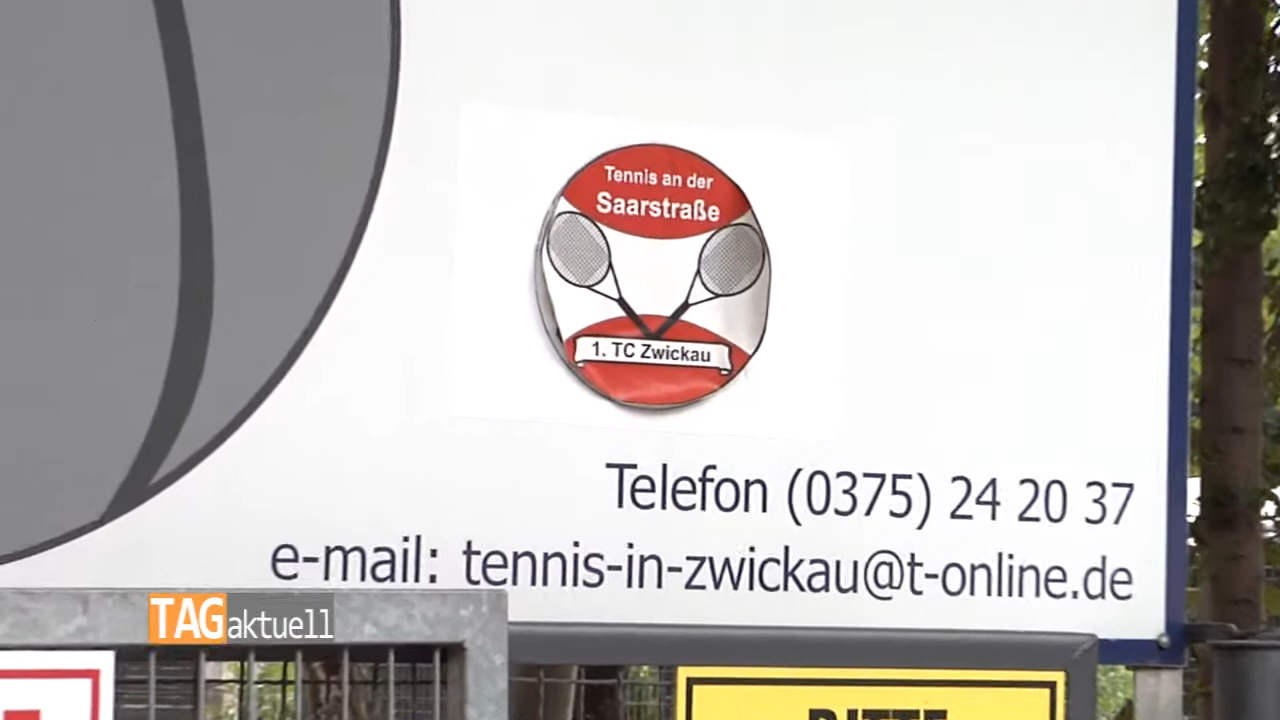 Tennis an der
Saarstraße
1. TC Zwickau
Telefon (0375) 24 20 37
e-mail: tennis-in-zwickau@t-online.de
TAGaktuell
BITTE